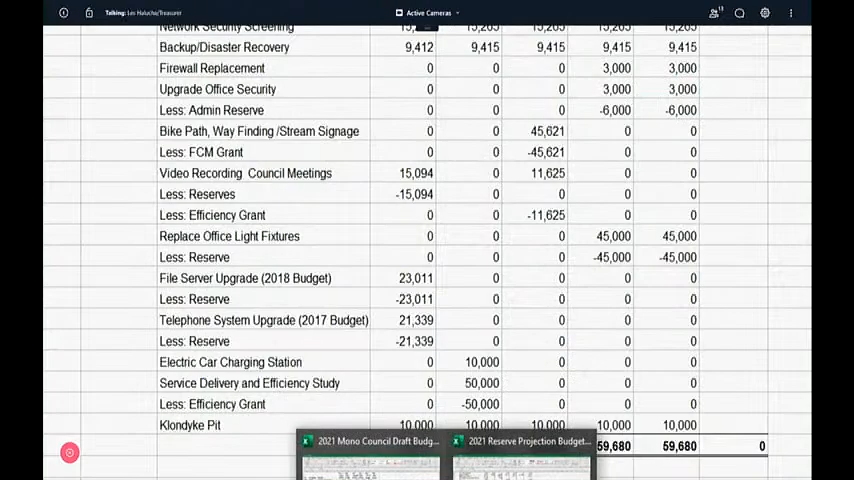 Talking: Les Halucha/Treasurer
Active Cameras
13
Network Security Screening 15,205 15,205 15,205 15,205
Backup/Disaster Recovery 9,412 9,415 9,415 9,415 9,415
Firewall Replacement 0 0 0 3,000 3,000
Upgrade Office Security 0 0 0 3,000 3,000
Less: Admin Reserve 0 0 0 -6,000 -6,000
Bike Path, Way Finding /Stream Signage 0 0 45,621 0 0
Less: FCM Grant 0 0 -45,621 0 0
Video Recording Council Meetings 15,094 0 11,625 0 0
Less: Reserves -15,094 0 0 0 0
Less: Efficiency Grant 0 0 -11,625 0 0
Replace Office Light Fixtures 0 0 0 45,000 45,000
Less: Reserve 0 0 0 -45,000 -45,000
File Server Upgrade (2018 Budget) 23,011 0 0 0 0
Less: Reserve -23,011 0 0 0 0
Telephone System Upgrade (2017 Budget) 21,339 0 0 0 0
Less: Reserve -21,339 0 0 0 0
Electric Car Charging Station 0 10,000 0 0 0
Service Delivery and Efficiency Study 0 50,000 0 0 0
Less: Efficiency Grant 0 -50,000 0 0 0
Klondyke Pit 10,000 10,000 10,000 10,000 10,000
2021 Mono Council Draft Budg... 2021 Reserve Projection Budget...
59,680 59,680 0